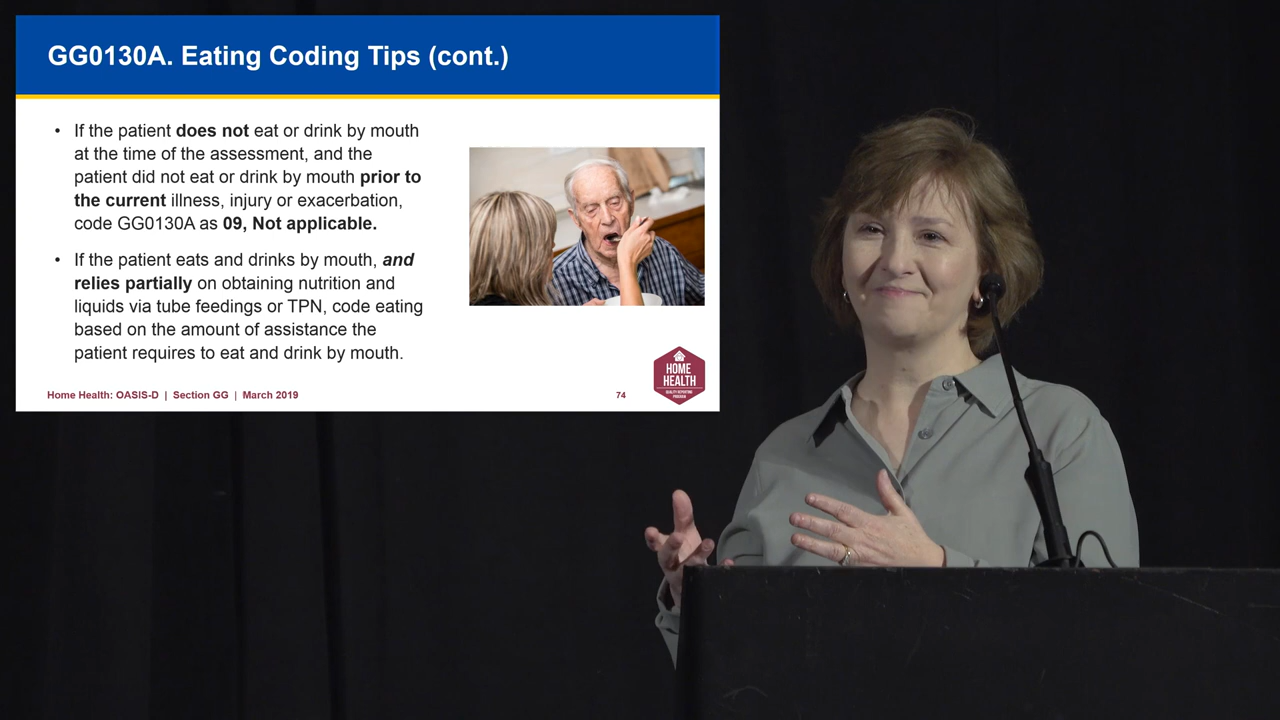 GG0130A. Eating Coding Tips (cont.)
• If the patient does not eat or drink by mouth
at the time of the assessment, and the
patient did not eat or drink by mouth prior to
the current illness, injury or exacerbation,
code GG0130A as 09, Not applicable.
• If the patient eats and drinks by mouth, and
relies partially on obtaining nutrition and
liquids via tube feedings or TPN, code eating
based on the amount of assistance the
patient requires to eat and drink by mouth.
HOME
HEALTH
QUALITY REPORTING
PROGRAM
Home Health: OASIS-D | Section GG | March 2019
74